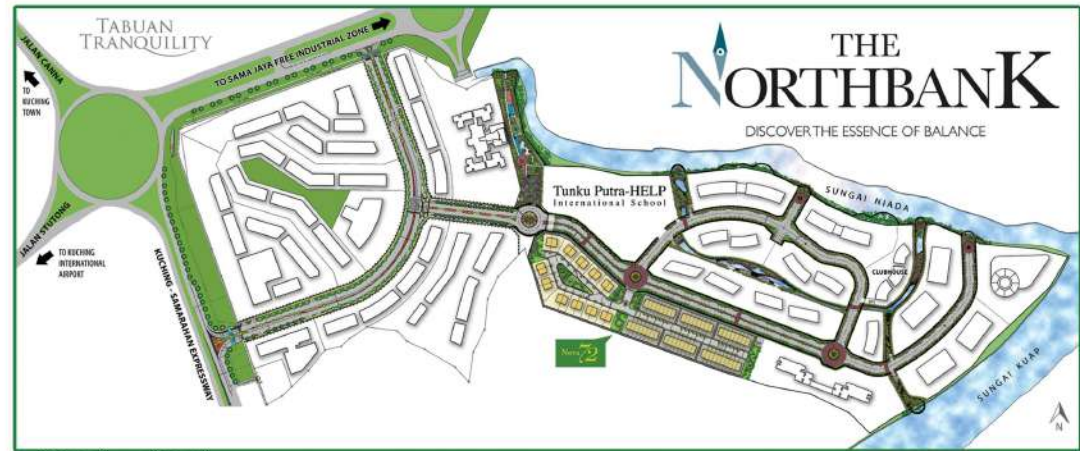 TABUAN
TRANQUILITY
JALAN CANNA
TO
KUCHING
TOWN
TO SAMA JAYA FREE INDUSTRIAL ZONE
THE
NORTHBANK
DISCOVER THE ESSENCE OF BALANCE
Tunku Putra-HELP
International School
SUNGAI NIADA
JALAN STUTONG
TO KUCHING
INTERNATIONAL
AIRPORT
KUCHING - SAMARAHAN EXPRESSWAY
CLUBHOUSE
Nova 72
SUNGAI KUAP
N